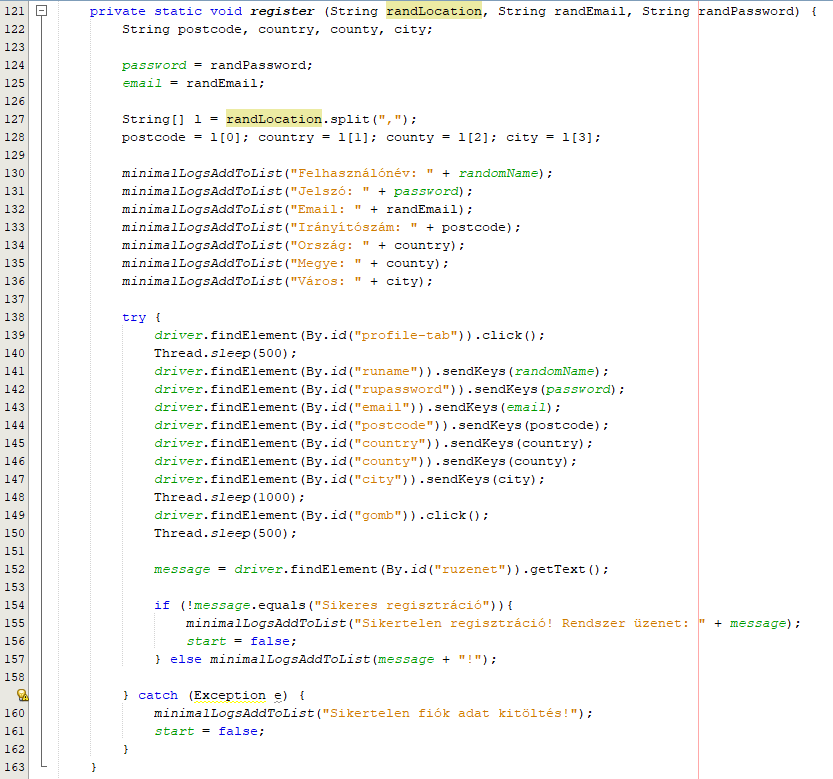 121 private static void register (String randLocation, String randEmail, String randPassword) {
122 String postcode, country, county, city;
123
124 password = randPassword;
125 email = randEmail;
126
127 String[] l = randLocation.split(",");
128 postcode = l[0]; country = l[1]; county = l[2]; city = l[3];
129
130 minimalLogsAddToList("Felhasználónév: " + randomName);
131 minimalLogsAddToList("Jelszó: " + password);
132 minimalLogsAddToList("Email: " + randEmail);
133 minimalLogsAddToList("Irányítószám: " + postcode);
134 minimalLogsAddToList("Ország: " + country);
135 minimalLogsAddToList("Megye: " + county);
136 minimalLogsAddToList("Város: " + city);
137
138 try {
139 driver.findElement(By.id("profile-tab")).click();
140 Thread.sleep(500);
141 driver.findElement(By.id("runame")).sendKeys(randomName);
142 driver.findElement(By.id("rupassword")).sendKeys(password);
143 driver.findElement(By.id("email")).sendKeys(email);
144 driver.findElement(By.id("postcode")).sendKeys(postcode);
145 driver.findElement(By.id("country")).sendKeys(country);
146 driver.findElement(By.id("county")).sendKeys(county);
147 driver.findElement(By.id("city")).sendKeys(city);
148 Thread.sleep(1000);
149 driver.findElement(By.id("gomb")).click();
150 Thread.sleep(500);
151
152 message = driver.findElement(By.id("ruzenet")).getText();
153
154 if (!message.equals("Sikeres regisztráció")){
155 minimalLogsAddToList("Sikertelen regisztráció! Rendszer üzenet: " + message);
156 start = false;
157 } else minimalLogsAddToList(message + "!");
158
} catch (Exception e) {
160 minimalLogsAddToList("Sikertelen fiók adat kitöltés!");
161 start = false;
162 }
163 }